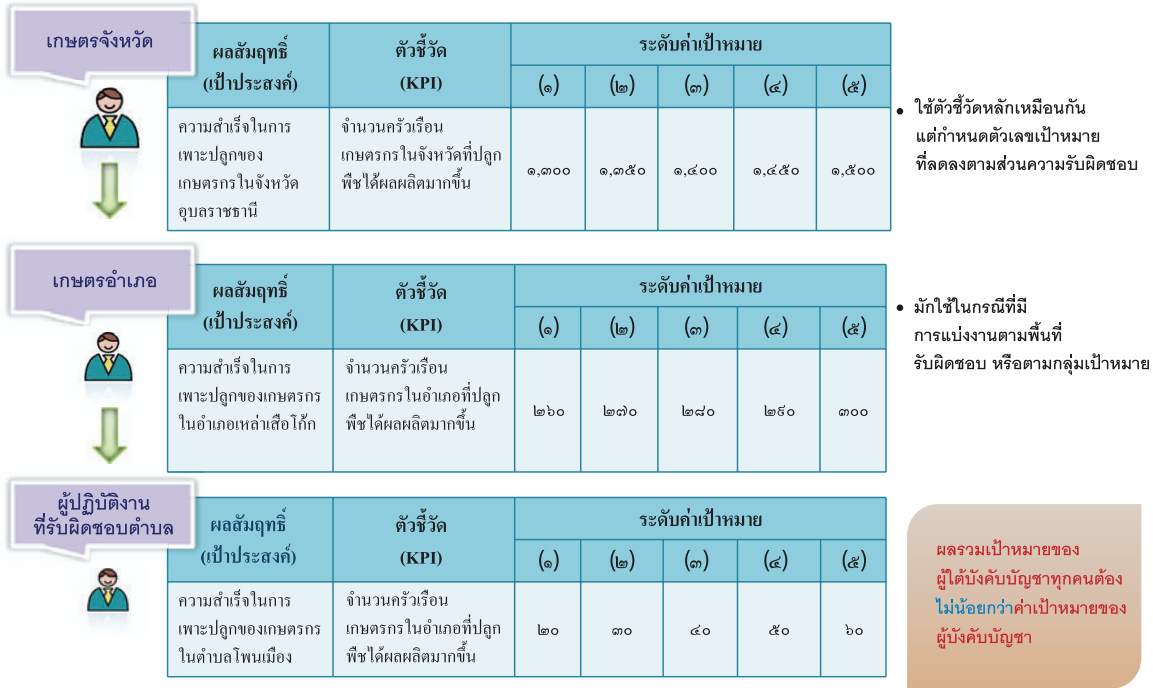 เกษตรจังหวัด
ผลสัมฤทธิ์
(เป้าประสงค์)
ตัวชี้วัด
(KPI)
ระดับค่าเป้าหมาย
(๑) (๒) (๓) (๔) (๕)
ความสำเร็จในการ
เพาะปลูกของ
เกษตรกรในจังหวัด
อุบลราชธานี
จำนวนครัวเรือน
เกษตรกรในจังหวัดที่ปลูก
พืชได้ผลผลิตมากขึ้น
๑,๓๐๐ ๑,๓๕๐ ๑,๔๐๐ ๑,๔๕๐ ๑,๕๐๐
• ใช้ตัวชี้วัดหลักเหมือนกัน
แต่กำหนดตัวเลขเป้าหมาย
ที่ลดลงตามส่วนความรับผิดชอบ
เกษตรอำเภอ
ผลสัมฤทธิ์
(เป้าประสงค์)
ตัวชี้วัด
(KPI)
ระดับค่าเป้าหมาย
(๑) (๒) (๓) (๔) (๕)
ความสำเร็จในการ
เพาะปลูกของเกษตรกร
ในอำเภอเหล่าเสือโก้ก
จำนวนครัวเรือน
เกษตรกรในอำเภอที่ปลูก
พืชได้ผลผลิตมากขึ้น
๒๖๐ ๒๗๐ ๒๘๐ ๒๙๐ ๓๐๐
• มักใช้ในกรณีที่มี
การแบ่งงานตามพื้นที่
รับผิดชอบ หรือตามกลุ่มเป้าหมาย
ผู้ปฏิบัติงาน
ที่รับผิดชอบตำบล
ผลสัมฤทธิ์
(เป้าประสงค์)
ตัวชี้วัด
(KPI)
ระดับค่าเป้าหมาย
(๑) (๒) (๓) (๔) (๕)
ความสำเร็จในการ
เพาะปลูกของเกษตรกร
ในตำบลโพนเมือง
จำนวนครัวเรือน
เกษตรกรในอำเภอที่ปลูก
พืชได้ผลผลิตมากขึ้น
๒๐ ๓๐ ๔๐ ๕๐ ๖๐
ผลรวมเป้าหมายของ
ผู้ใต้บังคับบัญชาทุกคนต้อง
ไม่น้อยกว่าค่าเป้าหมายของ
ผู้บังคับบัญชา